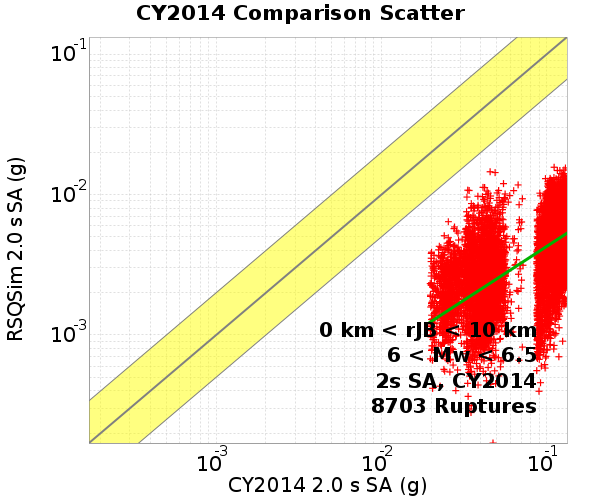 CY2014 Comparison Scatter
RSQSim 2.0 s SA (g)
10-1
10-2
10-3
0 km < rJB < 10 km
6 < Mw < 6.5
2s SA, CY2014
8703 Ruptures
10-3 10-2 10-1
CY2014 2.0 s SA (g)